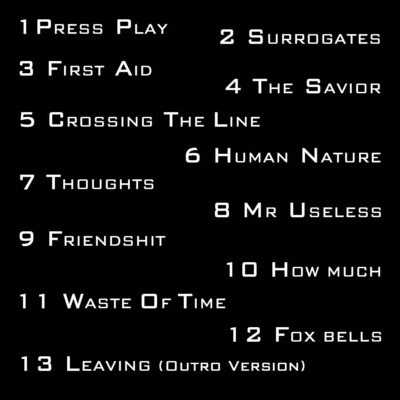 1 Press Play
2 Surrogates
3 First Aid
4 The Savior
5 Crossing The Line
6 Human Nature
7 Thoughts
8 Mr Useless
9 Friendshit
10 How much
11 Waste Of Time
12 Fox bells
13 Leaving (Outro Version)